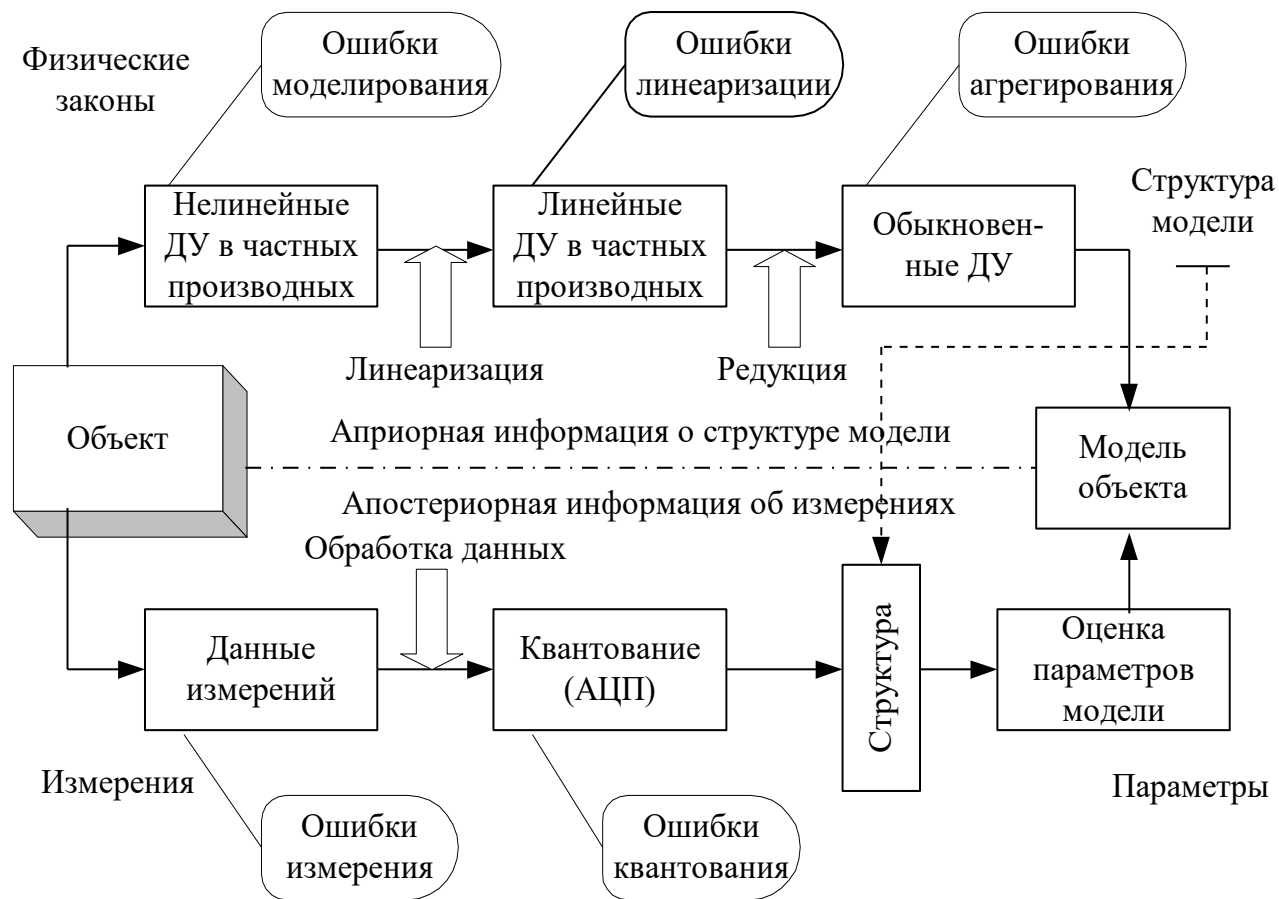 Физические
законы
Ошибки
моделирования
Ошибки
линеаризации
Ошибки
агрегирования
Нелинейные
ДУ в частных
производных
Линейные
ДУ в частных
производных
Обыкновен-
ные ДУ
Структура
модели
Линеаризация
Редукция
Объект
Априорная информация о структуре модели
Апостериорная информация об измерениях
Модель
объекта
Обработка данных
Данные
измерений
Квантование
(АЦП)
Структура
Оценка
параметров
модели
Измерения
Параметры
Ошибки
измерения
Ошибки
квантования